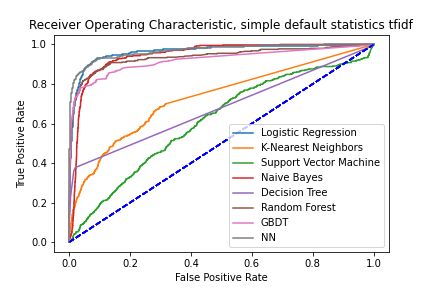 Receiver Operating Characteristic, simple default statistics tfidf
True Positive Rate
1.0
0.8
0.6
0.4
0.2
0.0
Logistic Regression
K-Nearest Neighbors
Support Vector Machine
Naive Bayes
Decision Tree
Random Forest
GBDT
NN
0.0 0.2 0.4 0.6 0.8 1.0
False Positive Rate